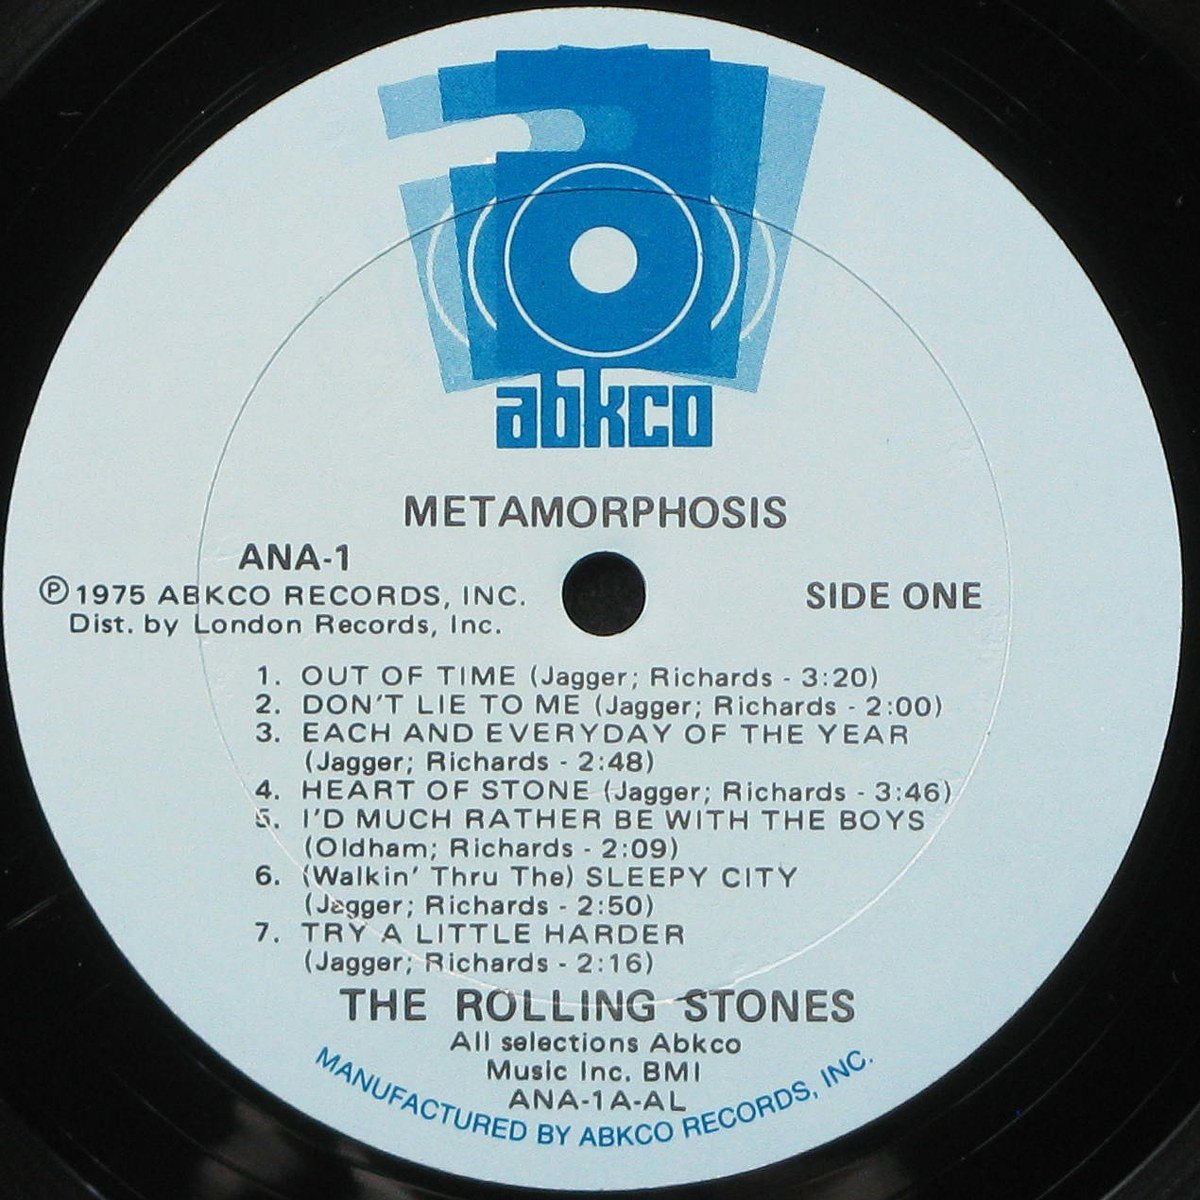 abkco
METAMORPHOSIS
ANA-1
Ⓟ1975 ABKCO RECORDS, INC.
Dist. by London Records, Inc.
SIDE ONE
1. OUT OF TIME (Jagger; Richards - 3:20)
2. DON'T LIE TO ME (Jagger; Richards - 2:00)
3. EACH AND EVERYDAY OF THE YEAR
(Jagger; Richards - 2:48)
4. HEART OF STONE (Jagger; Richards - 3:46)
5. I'D MUCH RATHER BE WITH THE BOYS
(Oldham; Richards - 2:09)
6. (Walkin' Thru The) SLEEPY CITY
(Jagger; Richards - 2:50)
7. TRY A LITTLE HARDER
(Jagger; Richards - 2:16)
THE ROLLING STONES
All selections Abkco
Music Inc. BMI
ANA-1A-AL
MANUFACTURED BY ABKCO RECORDS, INC.